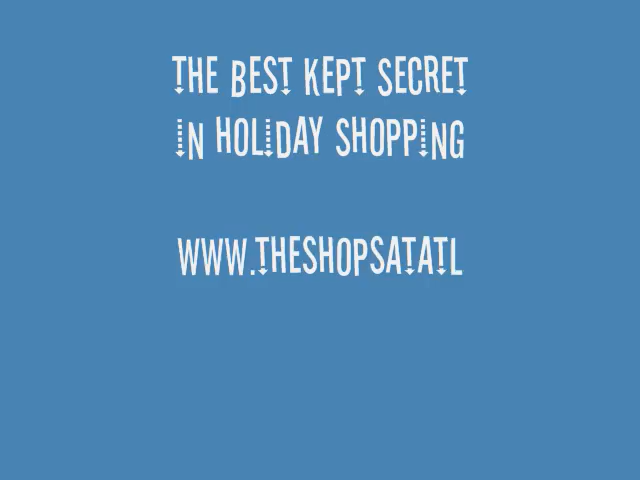 THE BEST KEPT SECRET
IN HOLIDAY SHOPPING
WWW.THESHOPSATATL